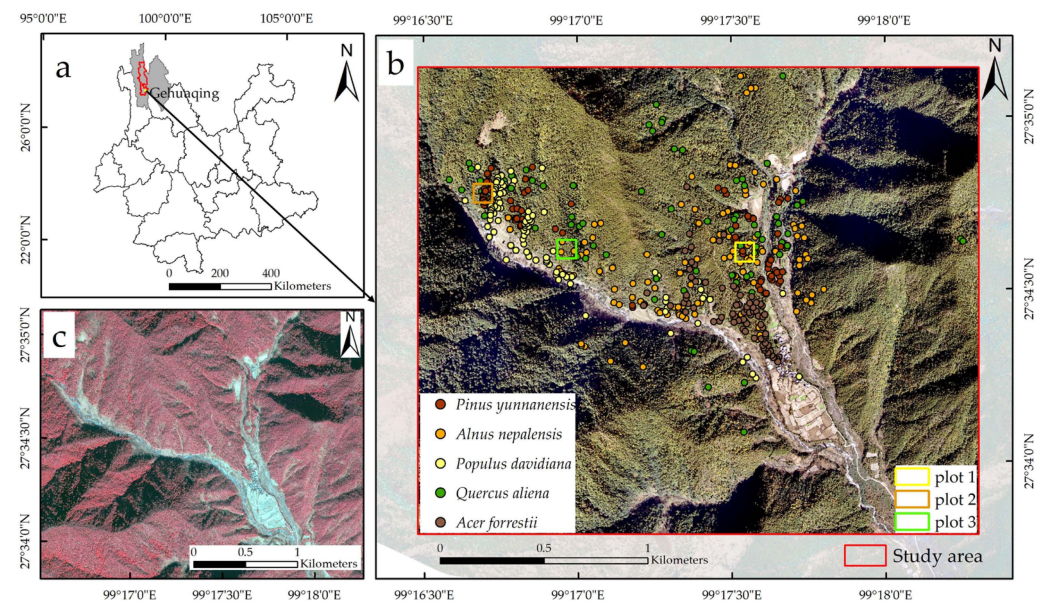 95°0'0"E 100°0'0"E 105°0'0"E
a
N
Gehuaqing
26°0'0"N
22°0'0"N
0 200 400
Kilometers
99°16'30"E 99°17'0"E 99°17'30"E 99°18'0"E
b
N
27°35'0"N
27°34'30"N
27°34'0"N
Pinus yunnanensis
Alnus nepalensis
Populus davidiana
Quercus aliena
Acer forrestii
plot 1
plot 2
plot 3
Study area
0 0.5 1
Kilometers
99°16'30"E 99°17'0"E 99°17'30"E 99°18'0"E
c
N
27°35'0"N
27°34'30"N
27°34'0"N
0 0.5 1
Kilometers
99°17'0"E 99°17'30"E 99°18'0"E